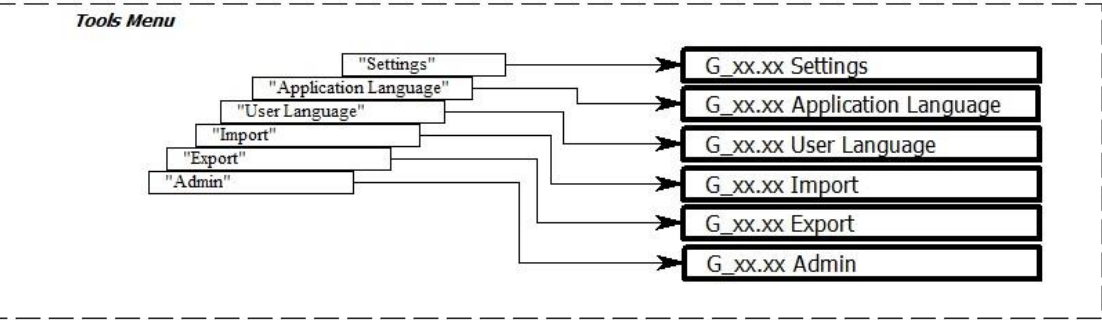 Tools Menu
"Settings"
"Application Language"
"User Language"
"Import"
"Export"
"Admin"
G_xx.xx Settings
G_xx.xx Application Language
G_xx.xx User Language
G_xx.xx Import
G_xx.xx Export
G_xx.xx Admin